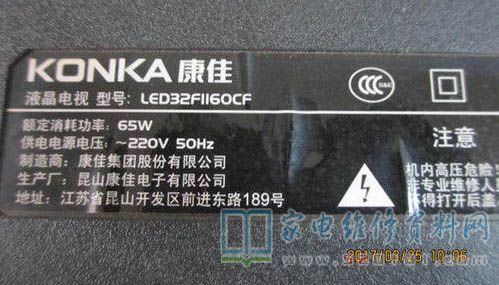 KONKA 康佳
液晶电视 型号: LED32F1160CF
额定消耗功率: 65W
供电电源电压: ~220V 50Hz
制造商: 康佳集团股份有限公司
生产厂: 昆山康佳电子有限公司
地址: 江苏省昆山开发区前进东路189号
CCC
S&E
注意
机内高压危险
非专业维修人
得打开后盖
家电维修资料网
2017/03/25 10:06